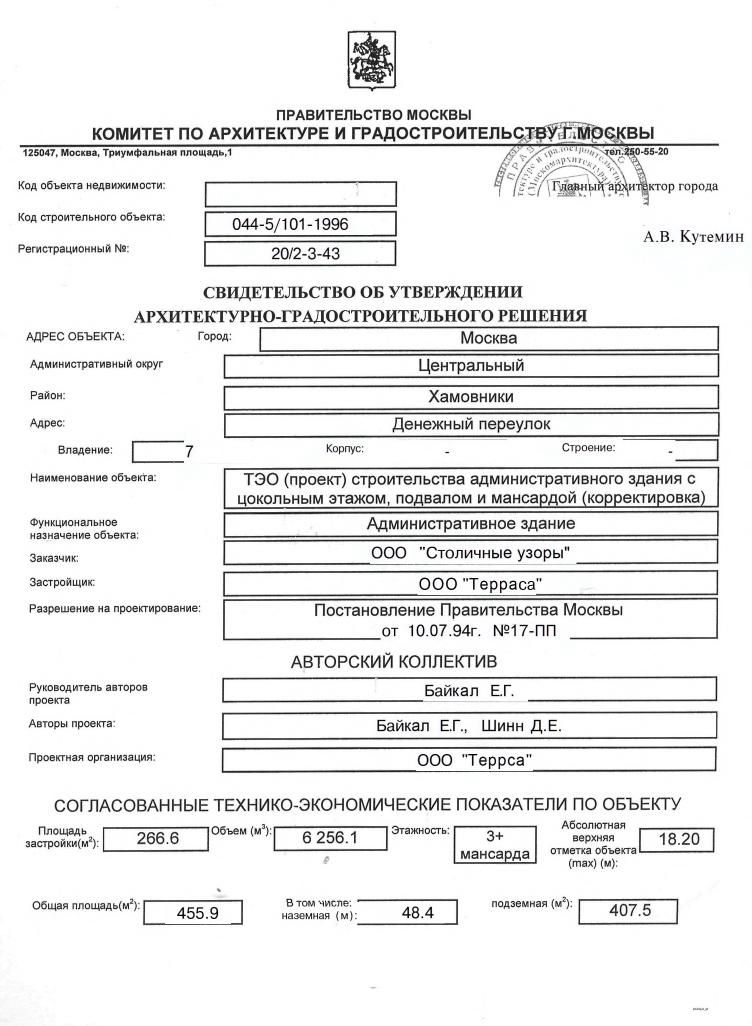 ПРАВИТЕЛЬСТВО МОСКВЫ
КОМИТЕТ ПО АРХИТЕКТУРЕ И ГРАДОСТРОИТЕЛЬСТВУ Г.МОСКВЫ
125047, Москва, Триумфальная площадь,1 тел.250-55-20
Код объекта недвижимости:
Главный архитектор города
Код строительного объекта: 044-5/101-1996
А.В. Кутемин
Регистрационный №: 20/2-3-43
СВИДЕТЕЛЬСТВО ОБ УТВЕРЖДЕНИИ
АРХИТЕКТУРНО-ГРАДОСТРОИТЕЛЬНОГО РЕШЕНИЯ
АДРЕС ОБЪЕКТА: Город: Москва
Административный округ Центральный
Район: Хамовники
Адрес: Денежный переулок
Владение: 7 Корпус: - Строение: -
Наименование объекта: ТЭО (проект) строительства административного здания с
цокольным этажом, подвалом и мансардой (корректировка)
Функциональное
назначение объекта: Административное здание
Заказчик: ООО "Столичные узоры"
Застройщик: ООО "Терраса"
Разрешение на проектирование: Постановление Правительства Москвы
от 10.07.94г. №17-ПП
АВТОРСКИЙ КОЛЛЕКТИВ
Руководитель авторов
проекта Байкал Е.Г.
Авторы проекта: Байкал Е.Г., Шинн Д.Е.
Проектная организация: ООО "Террса"
СОГЛАСОВАННЫЕ ТЕХНИКО-ЭКОНОМИЧЕСКИЕ ПОКАЗАТЕЛИ ПО ОБЪЕКТУ
Площадь
застройки(м²): 266.6 Объем (м³): 6 256.1 Этажность: 3+
мансарда
Абсолютная
верхняя
отметка объекта
(max) (м): 18.20
Общая площадь(м²): 455.9 В том числе:
наземная (м): 48.4 подземная (м²): 407.5